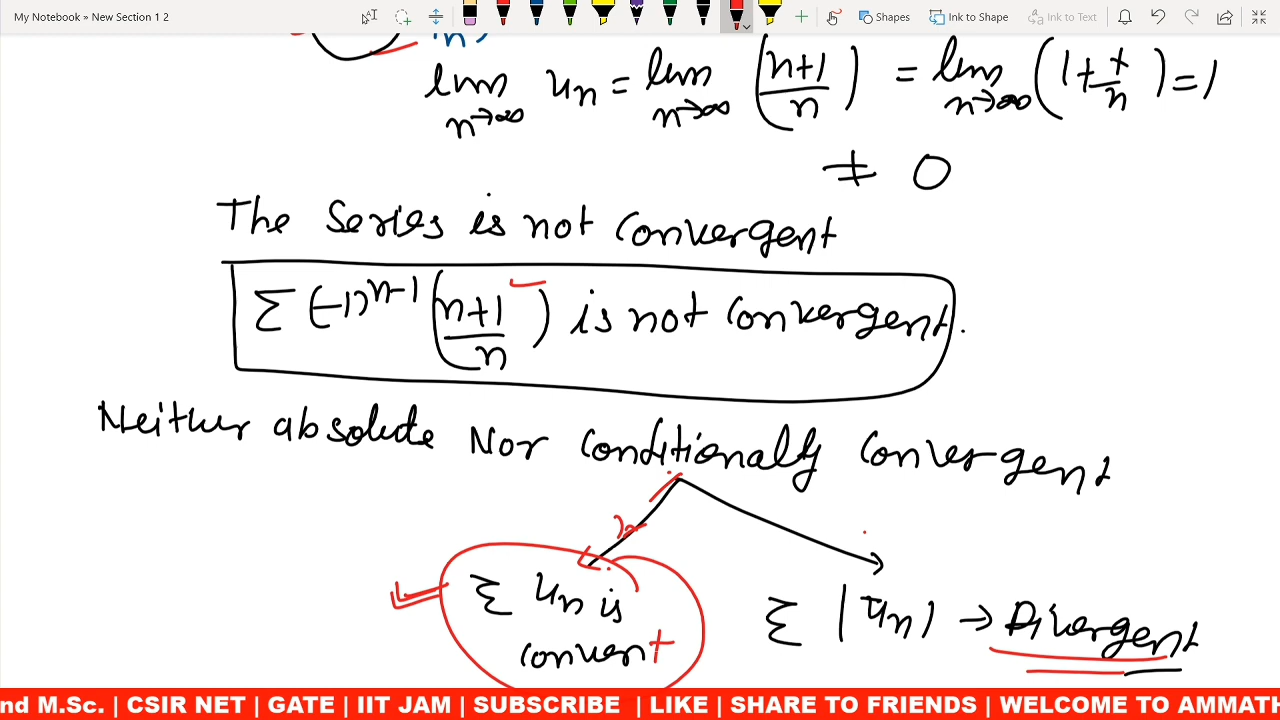 My Notebook » New Section 1 2
Shapes
Ink to Shape
Ink to Text
lim n→∞ un = lim n→∞ (n+1/n) = lim n→∞ (1+1/n) = 1
≠ 0
The Series is not Convergent
Σ (-1)^n-1 (n+1/n) is not Convergent.
Neither absolute Nor Conditionally Convergent
Σ un is
conven+
Σ |un| → Divergent
nd M.Sc. | CSIR NET | GATE | IIT JAM | SUBSCRIBE | LIKE | SHARE TO FRIENDS | WELCOME TO AMMATH